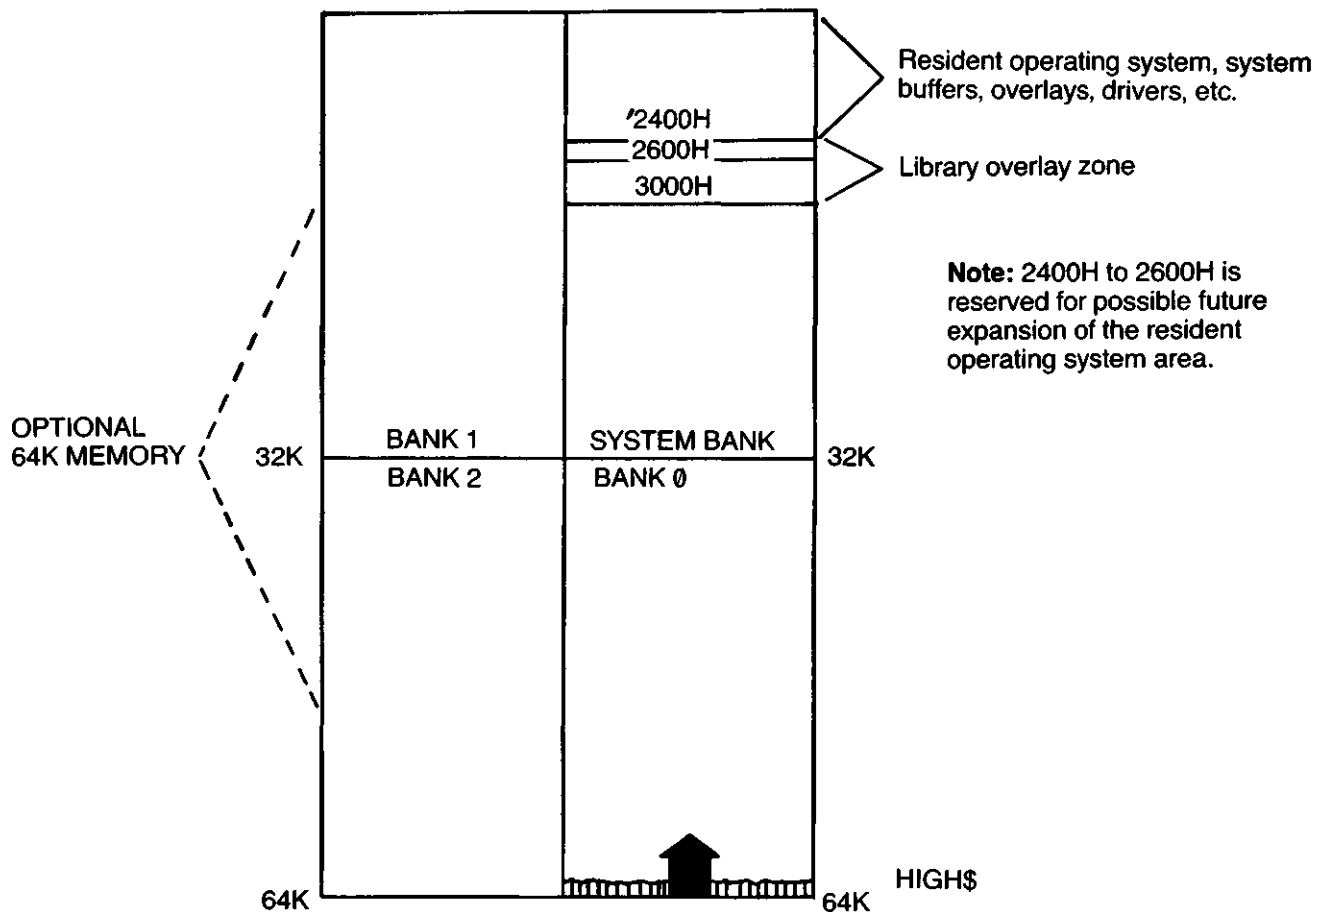 Resident operating system, system
buffers, overlays, drivers, etc.
2400H
2600H
Library overlay zone
3000H
Note: 2400H to 2600H is
reserved for possible future
expansion of the resident
operating system area.
OPTIONAL
64K MEMORY
32K
BANK 1
SYSTEM BANK
32K
BANK 2
BANK 0
HIGH$
64K
64K